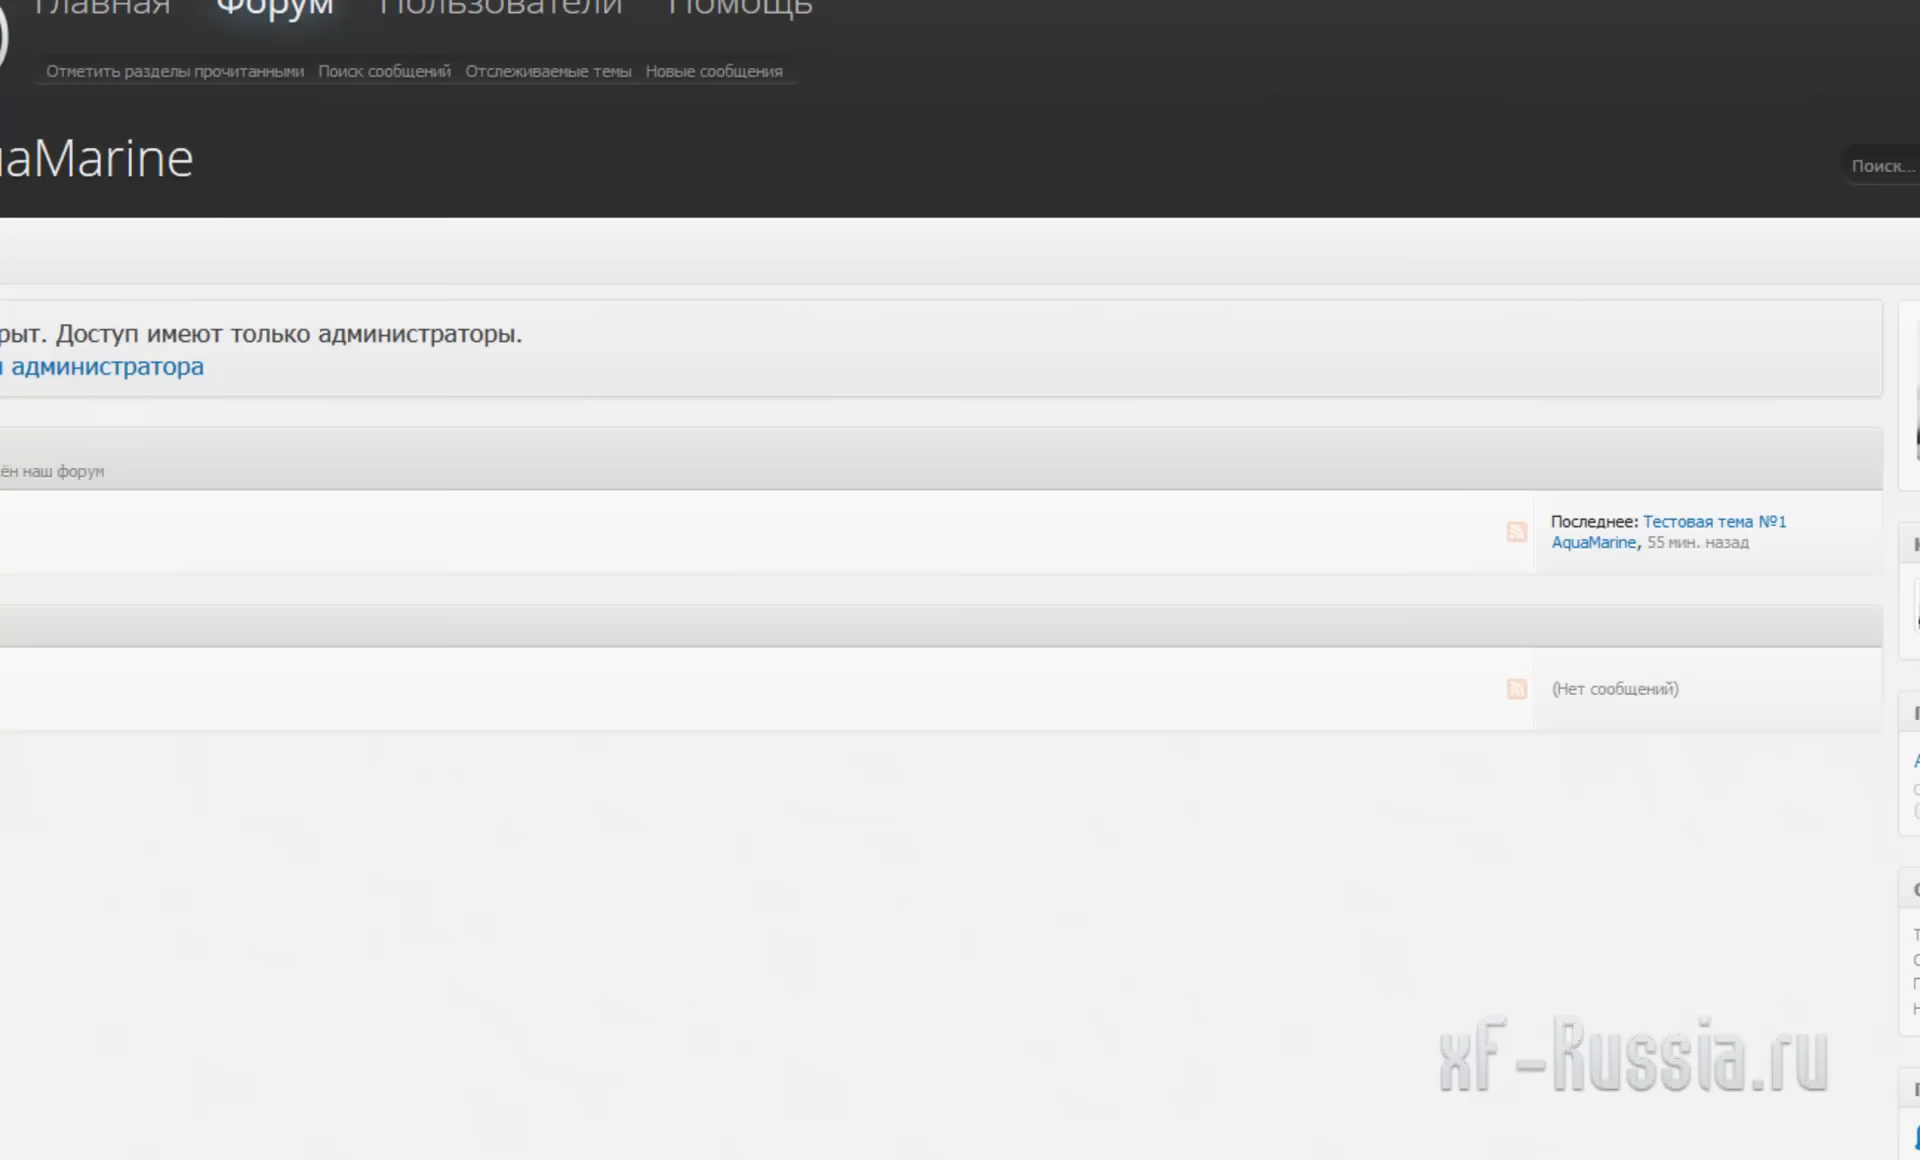 Главная Форум Пользователи Помощь
Отметить разделы прочитанными Поиск сообщений Отслеживаемые темы Новые сообщения
aMarine
Поиск...
рыт. Доступ имеют только администраторы.
администратора
ён наш форум
Последнее: Тестовая тема №1
AquaMarine, 55 мин. назад
(Нет сообщений)
xF-Russia.ru